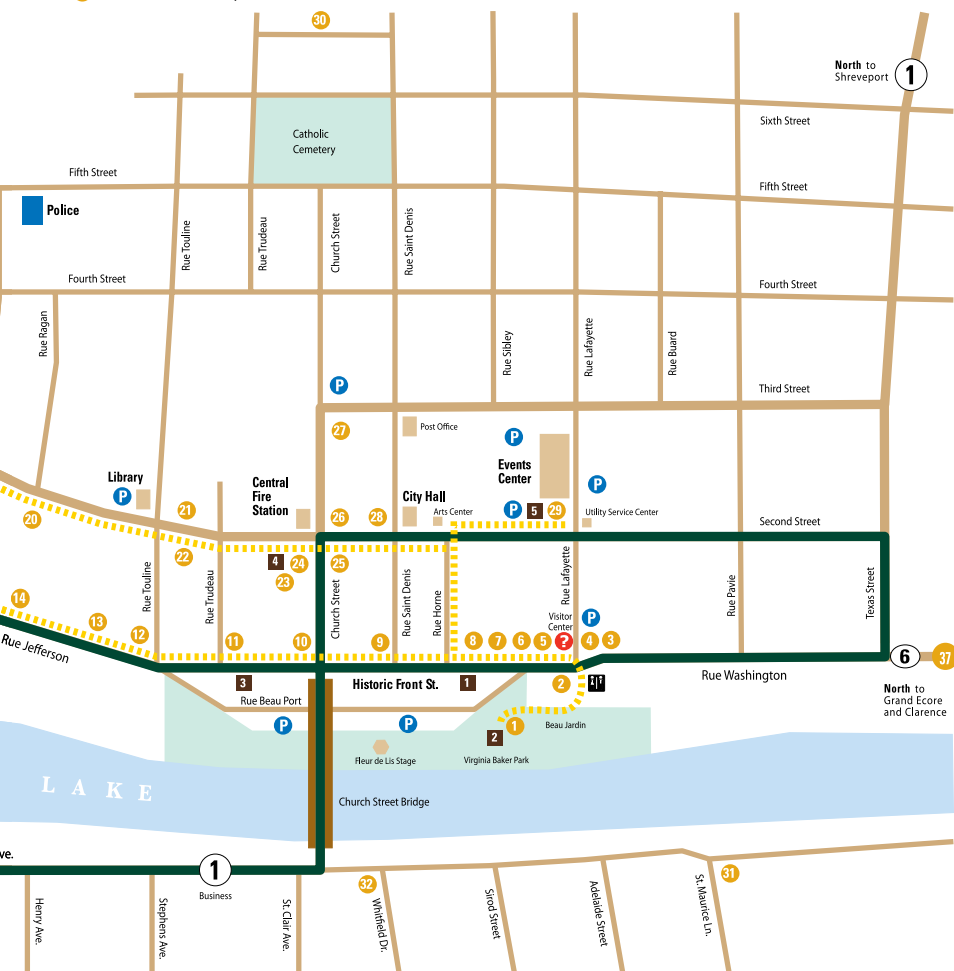 30
North to
Shreveport
1
Sixth Street
Catholic
Cemetery
Fifth Street
Fifth Street
Police
Rue Touline
Rue Trudeau
Church Street
Rue Saint Denis
Fourth Street
Fourth Street
Rue Ragan
Rue Sibley
Rue Lafayette
Rue Buard
Third Street
P
27
Post Office
P
Events
Center
Library
P
Central
Fire
Station
City Hall
Arts Center
P
P
5
29
Utility Service Center
20
21
26
28
Second Street
22
4
24
23
25
Rue Touline
Rue Trudeau
Church Street
Rue Saint Denis
Rue Horne
Rue Lafayette
Rue Pavie
Texas Street
14
13
12
11
10
9
8
7
6
5
Visitor
Center
?
P
4
3
Rue Jefferson
6
37
3
Historic Front St.
1
2
Rue Washington
North to
Grand Ecore
and Clarence
Rue Beau Port
P
P
1
2
Beau Jardin
Fleur de Lis Stage
Virginia Baker Park
LAKE
Church Street Bridge
ve.
1
Business
32
31
Henry Ave.
Stephens Ave.
St. Clair Ave.
Whitfield Dr.
Sirod Street
Adelaide Street
St. Maurice Ln.